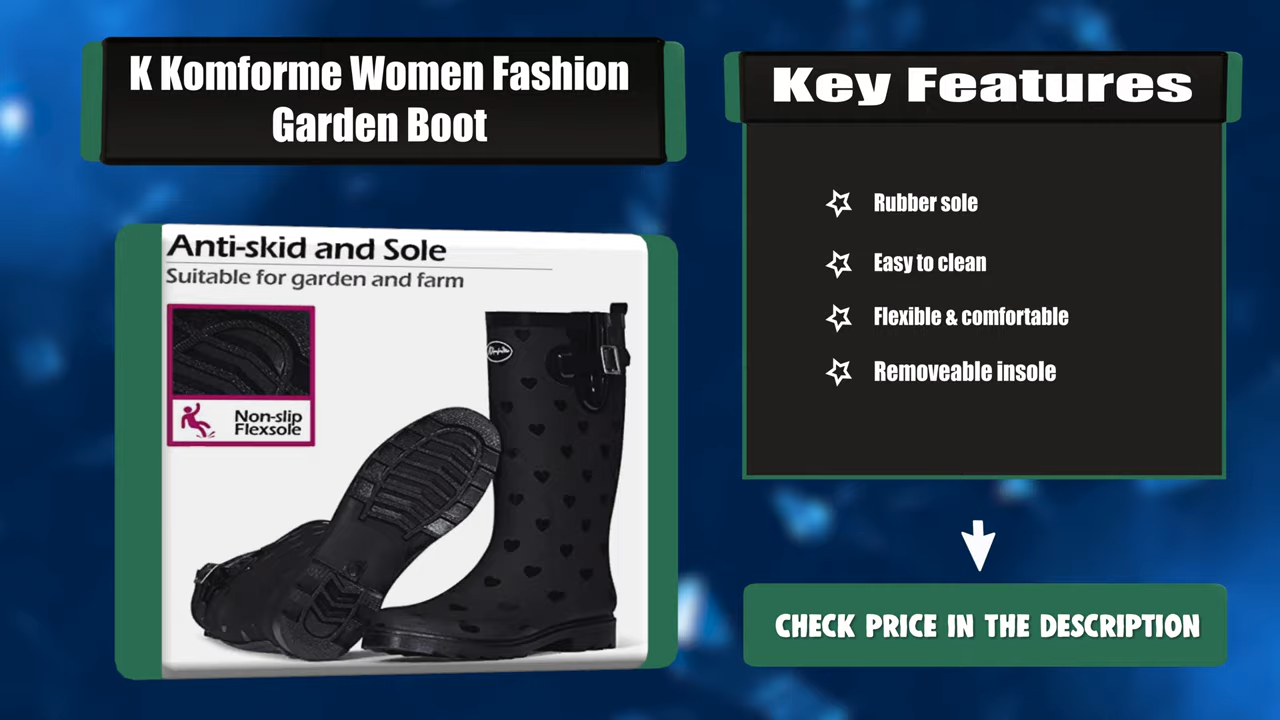 K Komforme Women Fashion
Garden Boot
Key Features
Rubber sole
Easy to clean
Flexible & comfortable
Removeable insole
Anti-skid and Sole
Suitable for garden and farm
Non-slip
Flexsole
CHECK PRICE IN THE DESCRIPTION